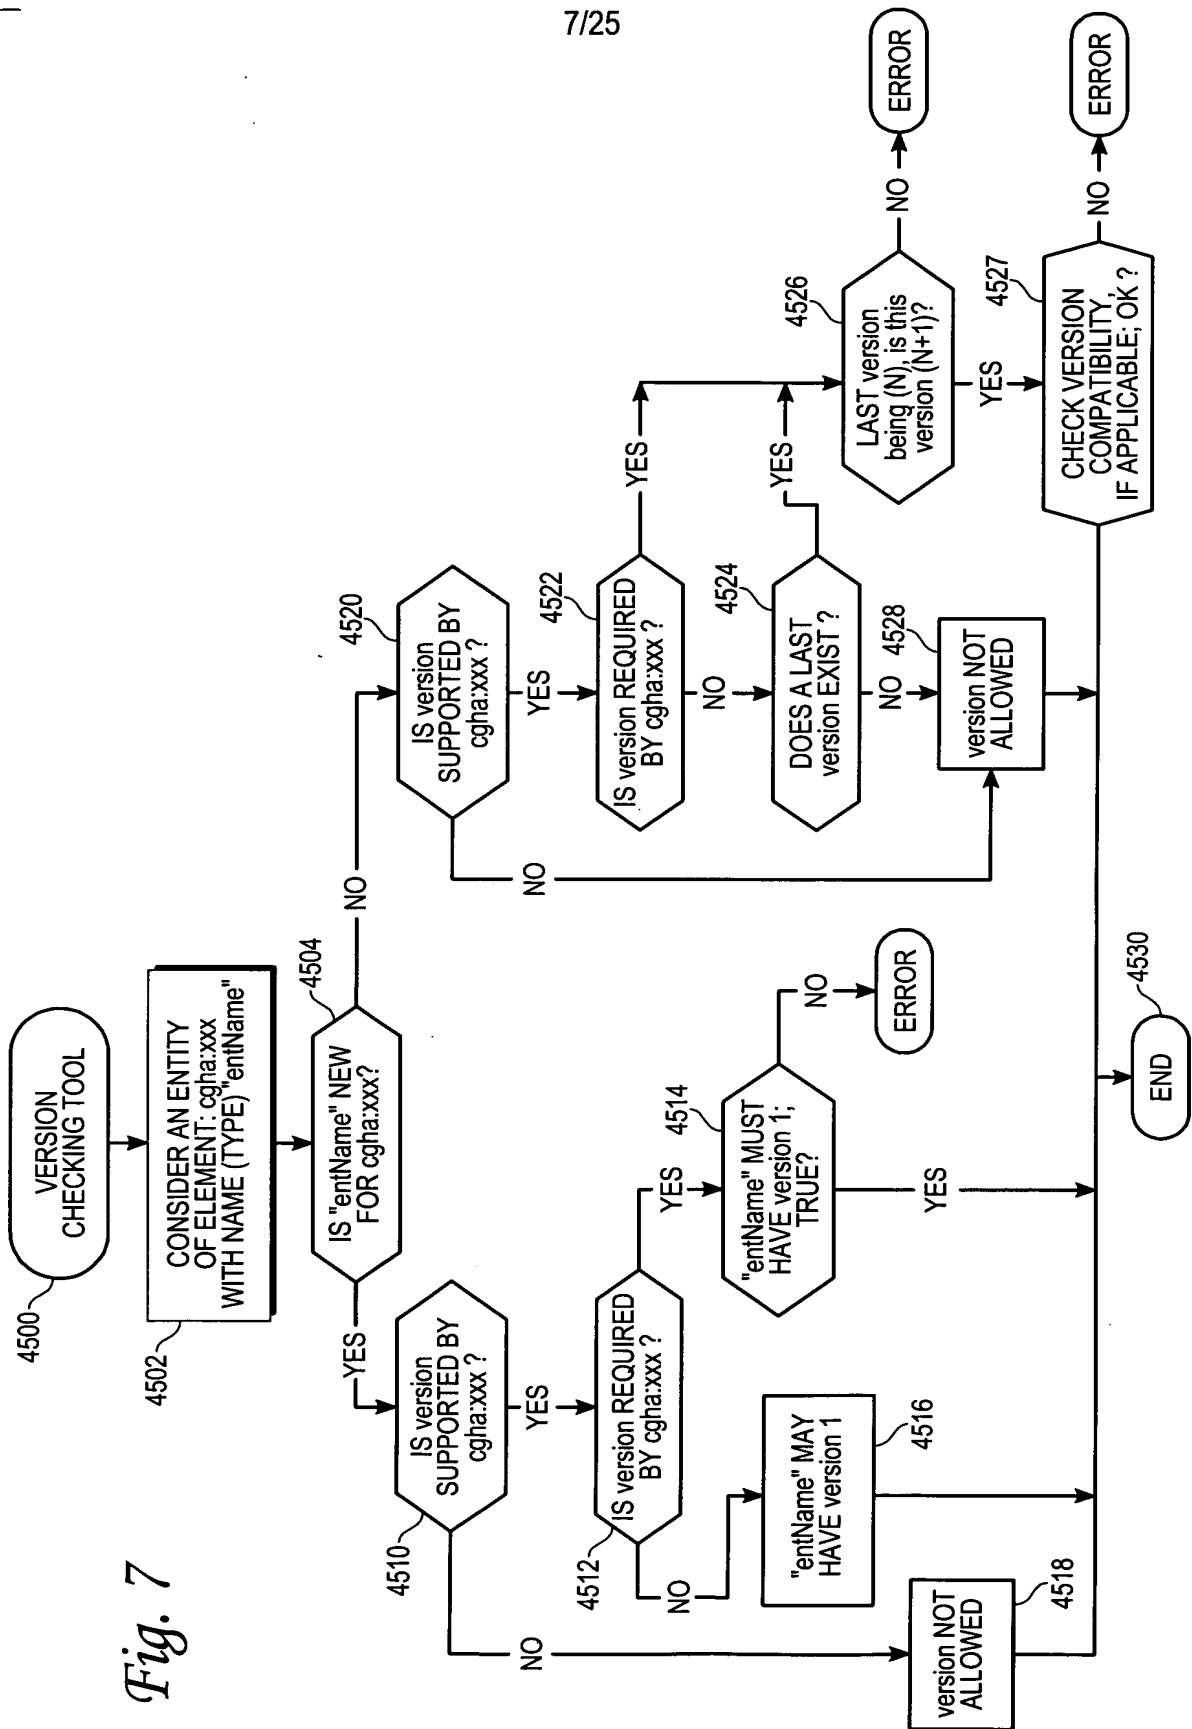 7/25
Fig. 7
VERSION
CHECKING TOOL
4500
CONSIDER AN ENTITY
OF ELEMENT: cgha:xxx
WITH NAME (TYPE) "entName"
4502
IS "entName" NEW
FOR cgha:xxx?
4504
YES
NO
IS version
SUPPORTED BY
cgha:xxx ?
4510
YES
NO
IS version REQUIRED
BY cgha:xxx ?
4512
YES
NO
"entName" MUST
HAVE version 1;
TRUE?
4514
NO
ERROR
YES
"entName" MAY
HAVE version 1
4516
version NOT
ALLOWED
4518
IS version
SUPPORTED BY
cgha:xxx ?
4520
YES
NO
IS version REQUIRED
BY cgha:xxx ?
4522
YES
NO
DOES A LAST
version EXIST ?
4524
YES
NO
version NOT
ALLOWED
4528
LAST version
being (N), is this
version (N+1)?
4526
NO
ERROR
YES
CHECK VERSION
COMPATIBILITY,
IF APPLICABLE; OK ?
4527
NO
ERROR
END
4530